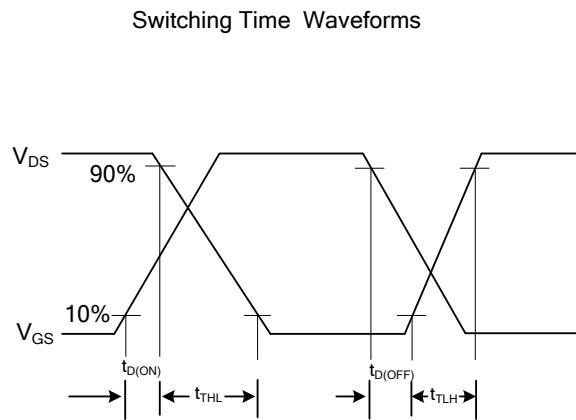 Switching Time Waveforms
VDS
90%
10%
VGS
tD(ON)
tTHL
tD(OFF)
tTLH